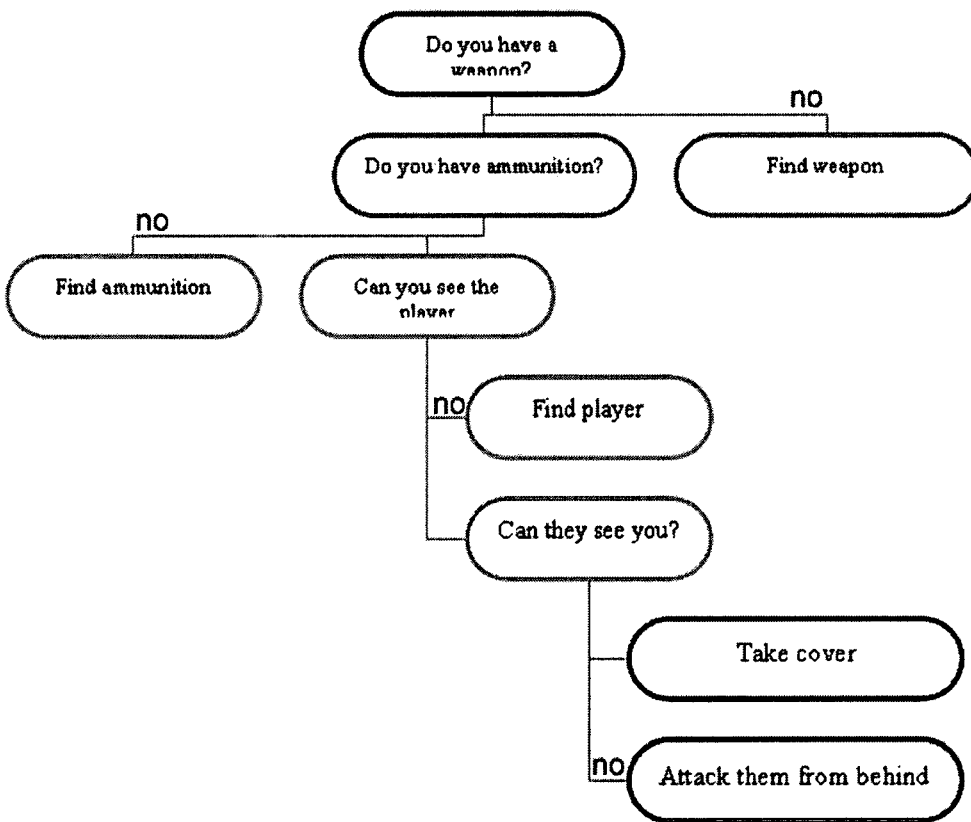 Do you have a
weapon?
no
Do you have ammunition?
Find weapon
no
Find ammunition
Can you see the
player
no
Find player
Can they see you?
Take cover
no
Attack them from behind